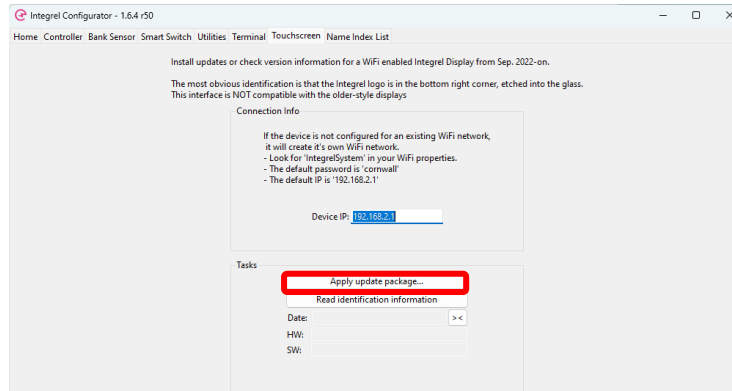 Integrel Configurator - 1.6.4 r50
Home Controller Bank Sensor Smart Switch Utilities Terminal Touchscreen Name Index List
Install updates or check version information for a WiFi enabled Integrel Display from Sep. 2022-on.
The most obvious identification is that the Integrel logo is in the bottom right corner, etched into the glass.
This interface is NOT compatible with the older-style displays
Connection Info
If the device is not configured for an existing WiFi network,
it will create it's own WiFi network.
- Look for 'IntegrelSystem' in your WiFi properties.
- The default password is 'cornwall'
- The default IP is '192.168.2.1'
Device IP: 192.168.2.1
Tasks
Apply update package...
Read identification information
Date: ><
HW:
SW: